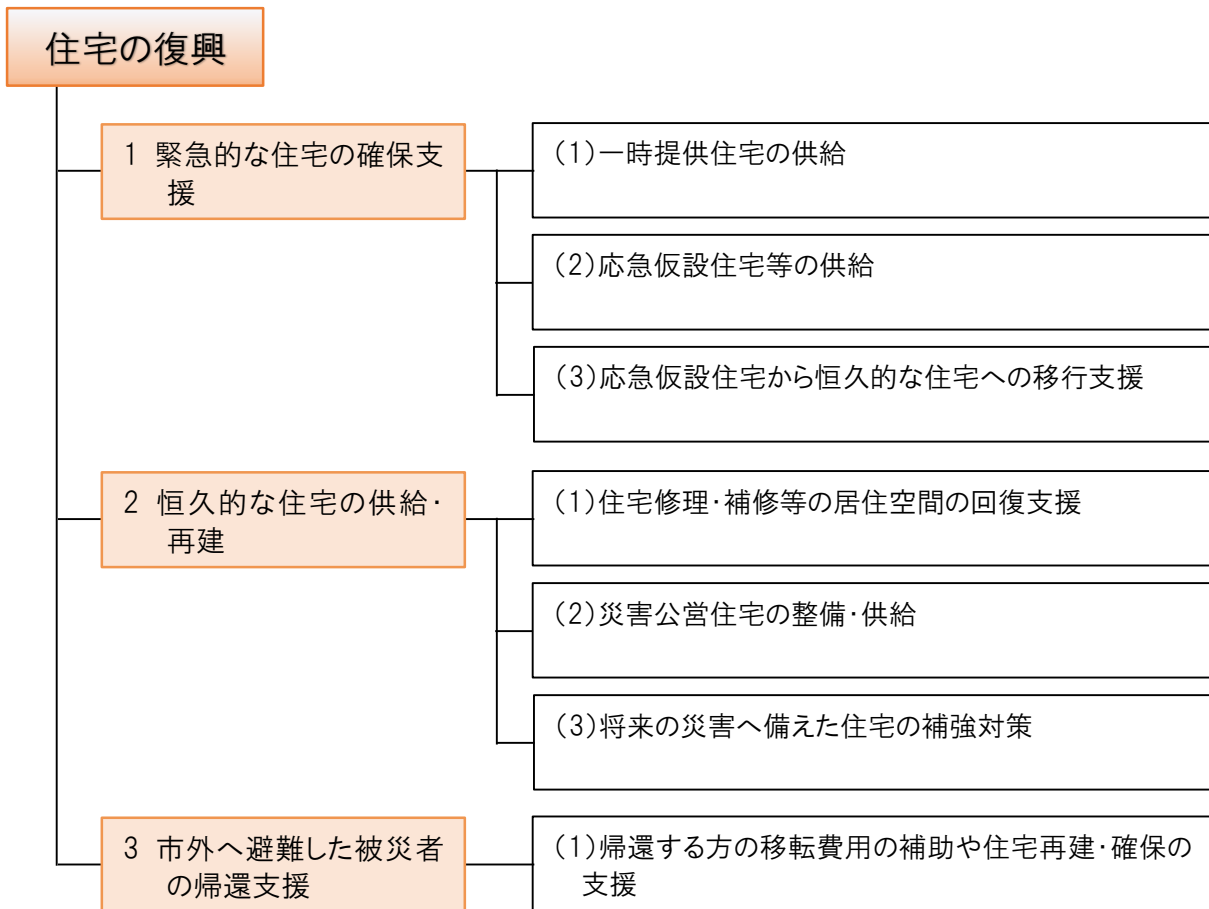 住宅の復興
1 緊急的な住宅の確保支
援
(1)一時提供住宅の供給
(2)応急仮設住宅等の供給
(3)応急仮設住宅から恒久的な住宅への移行支援
2 恒久的な住宅の供給・
再建
(1)住宅修理・補修等の居住空間の回復支援
(2)災害公営住宅の整備・供給
(3)将来の災害へ備えた住宅の補強対策
3 市外へ避難した被災者
の帰還支援
(1)帰還する方の移転費用の補助や住宅再建・確保の
支援